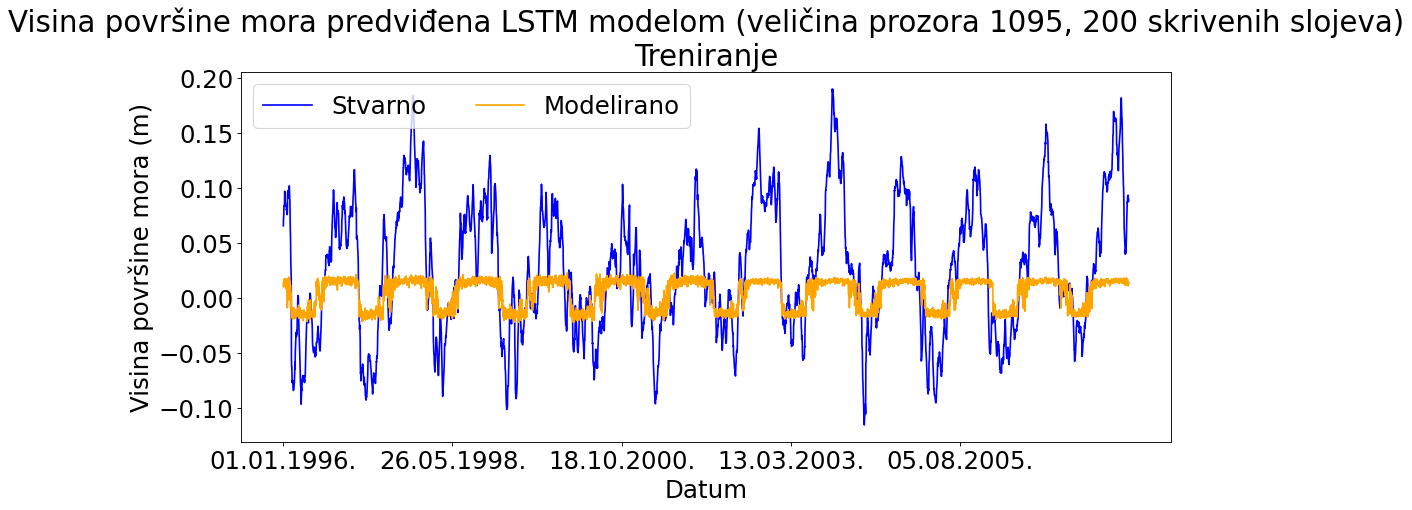 Visina površine mora predviđena LSTM modelom (veličina prozora 1095, 200 skrivenih slojeva)
Treniranje
Stvarno
Modelirano
Visina površine mora (m)
0.20
0.15
0.10
0.05
0.00
−0.05
−0.10
01.01.1996.
26.05.1998.
18.10.2000.
13.03.2003.
05.08.2005.
Datum